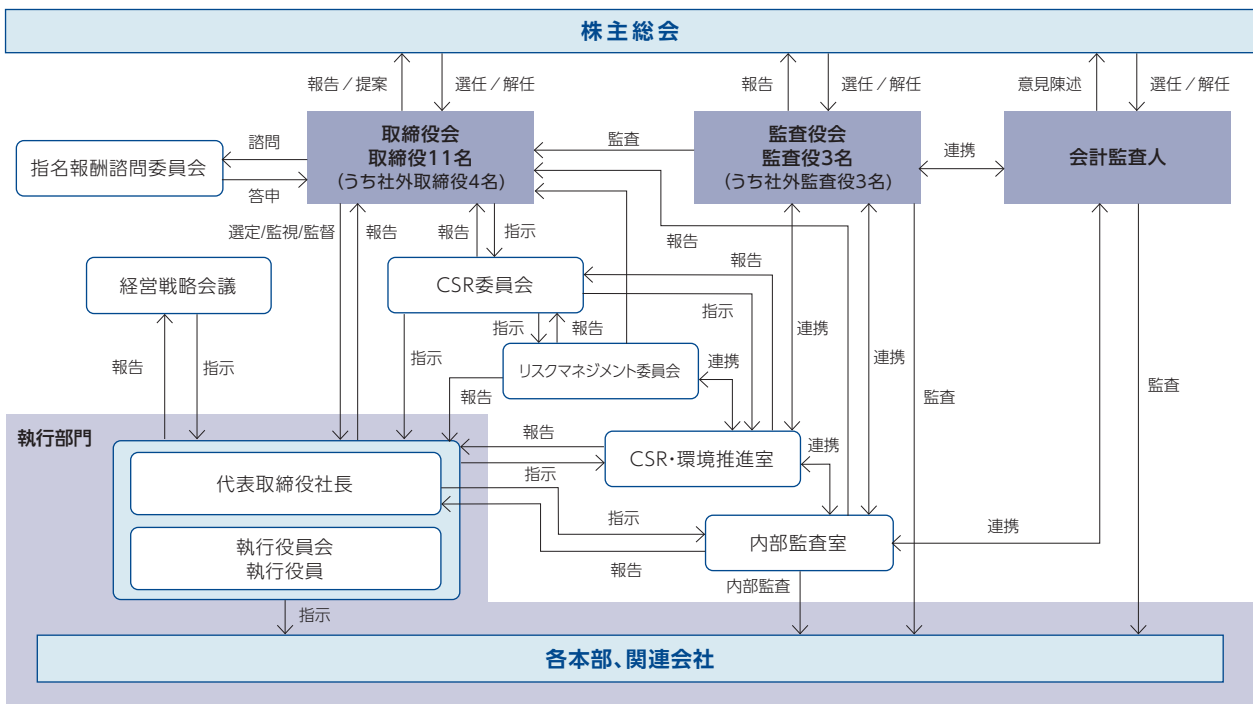 株主総会
報告 / 提案
選任 / 解任
報告
選任 / 解任
意見陳述
選任 / 解任
取締役会
取締役11名
(うち社外取締役4名)
監査
監査役会
監査役3名
(うち社外監査役3名)
連携
会計監査人
諮問
指名報酬諮問委員会
答申
選定/監視/監督
報告
報告
指示
報告
経営戦略会議
CSR委員会
報告
指示
指示
報告
連携
連携
報告
指示
指示
リスクマネジメント委員会
連携
報告
監査
監査
執行部門
報告
CSR・環境推進室
連携
代表取締役社長
指示
指示
内部監査室
連携
執行役員会
執行役員
報告
内部監査
指示
各本部、関連会社